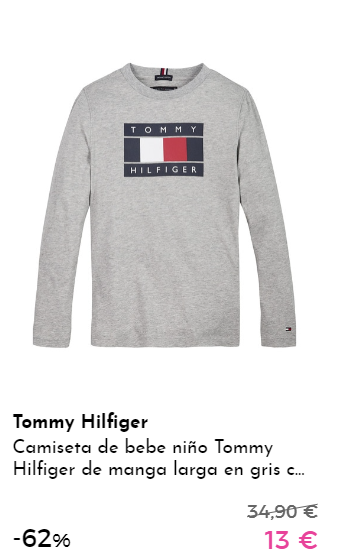 TOMMY
HILFIGER
Tommy Hilfiger
Camiseta de bebe niño Tommy
Hilfiger de manga larga en gris c...
34,90 €
-62%
13 €